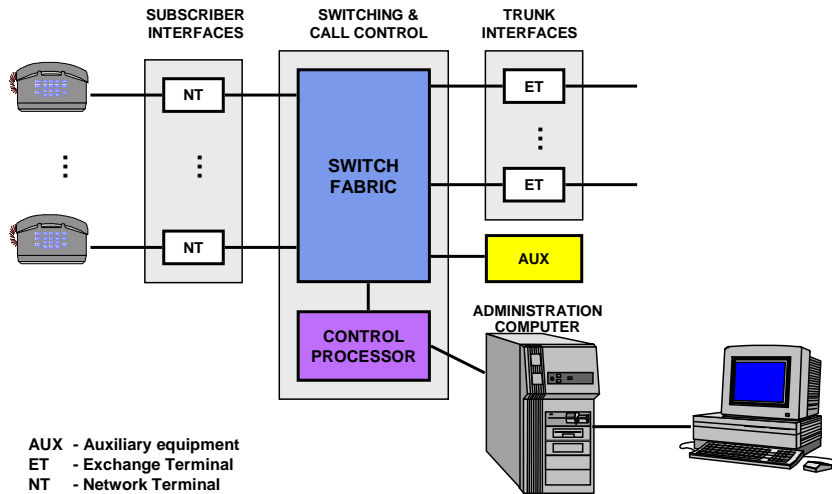 SUBSCRIBER
INTERFACES
SWITCHING &
CALL CONTROL
TRUNK
INTERFACES
NT
ET
SWITCH
FABRIC
ET
NT
AUX
CONTROL
PROCESSOR
ADMINISTRATION
COMPUTER
AUX - Auxiliary equipment
ET - Exchange Terminal
NT - Network Terminal